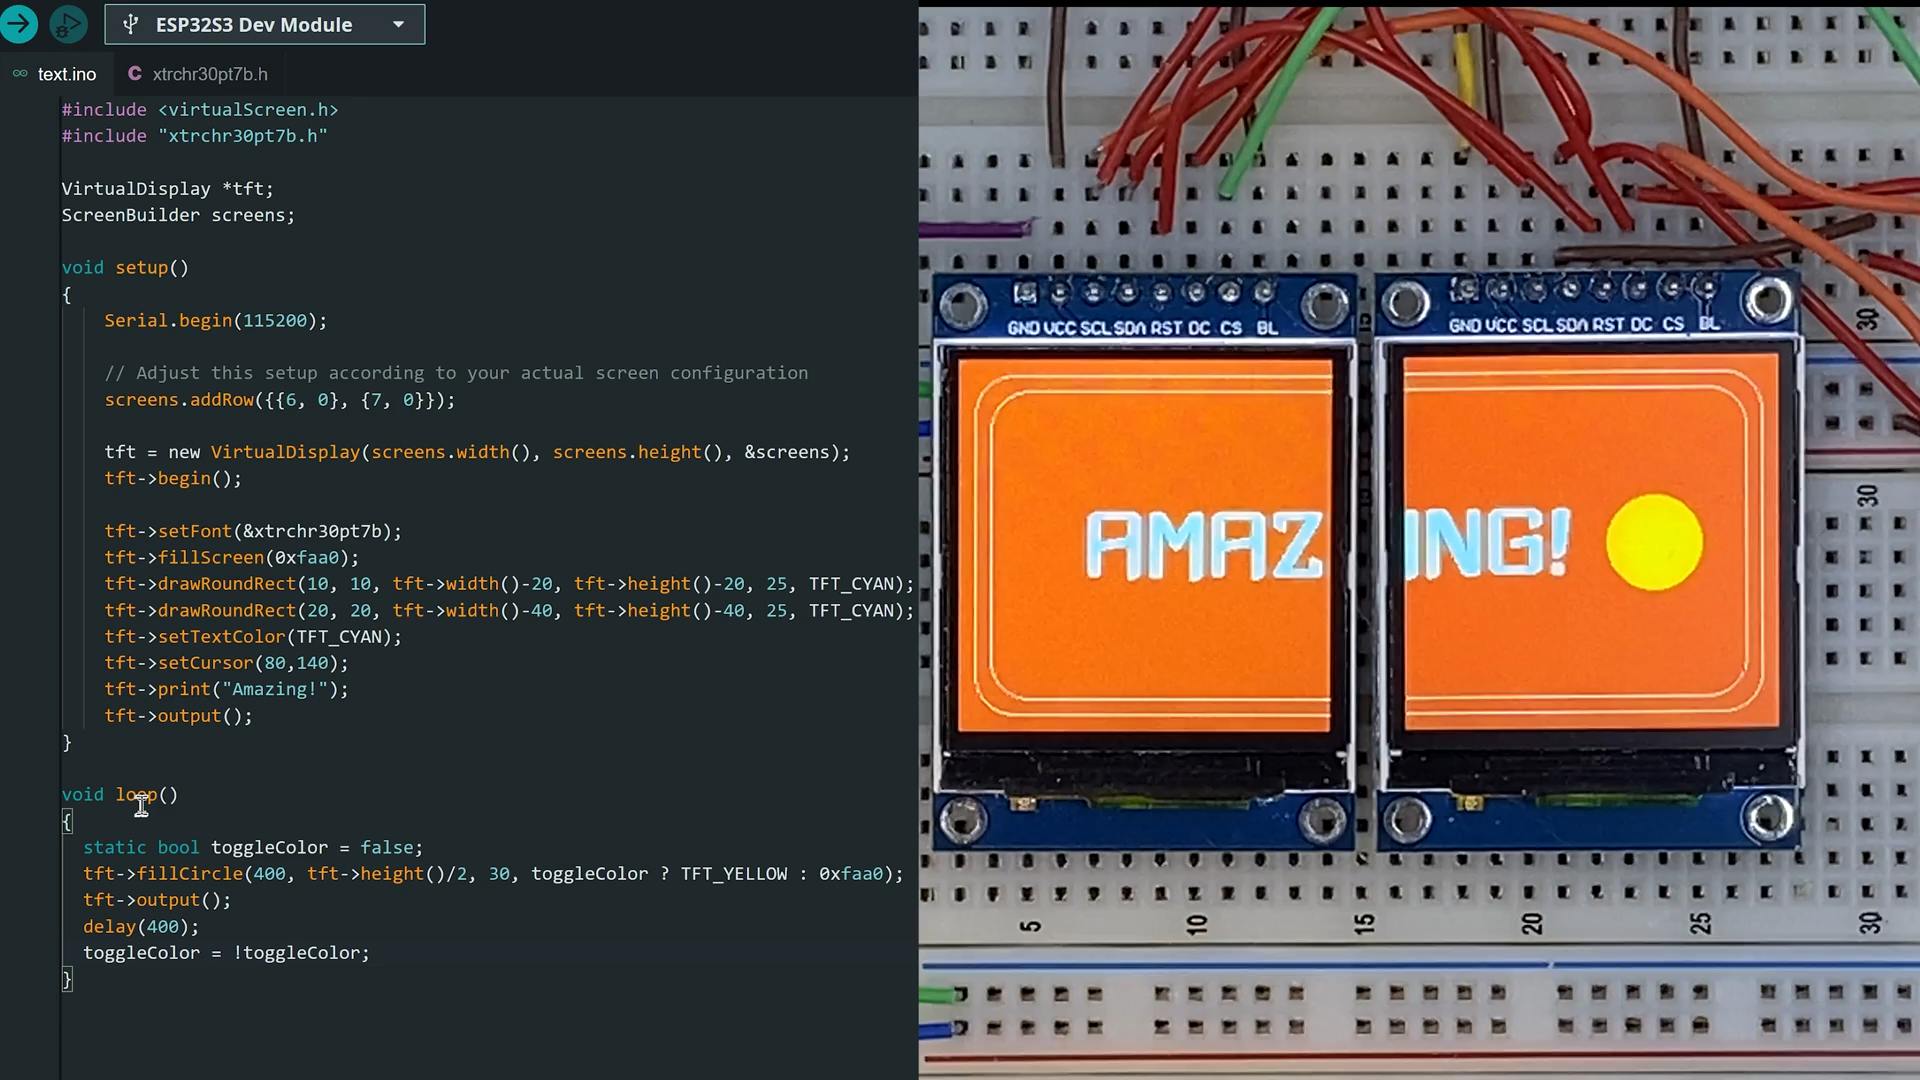 ESP32S3 Dev Module
text.ino
C xtrchr30pt7b.h
#include <virtualScreen.h>
#include "xtrchr30pt7b.h"
VirtualDisplay *tft;
ScreenBuilder screens;
void setup()
{
Serial.begin(115200);
// Adjust this setup according to your actual screen configuration
screens.addRow({{6, 0}, {7, 0}});
tft = new VirtualDisplay(screens.width(), screens.height(), &screens);
tft->begin();
tft->setFont(&xtrchr30pt7b);
tft->fillScreen(0xfaa0);
tft->drawRoundRect(10, 10, tft->width()-20, tft->height()-20, 25, TFT_CYAN);
tft->drawRoundRect(20, 20, tft->width()-40, tft->height()-40, 25, TFT_CYAN);
tft->setTextColor(TFT_CYAN);
tft->setCursor(80,140);
tft->print("Amazing!");
tft->output();
}
void loop()
{
static bool toggleColor = false;
tft->fillCircle(400, tft->height()/2, 30, toggleColor ? TFT_YELLOW : 0xfaa0);
tft->output();
delay(400);
toggleColor = !toggleColor;
}
GND VCC SCL SDA RST DC CS BL
GND VCC SCL SDA RST DC CS BL
AMAZ
ING!
30
30
5
10
15
20
25
30